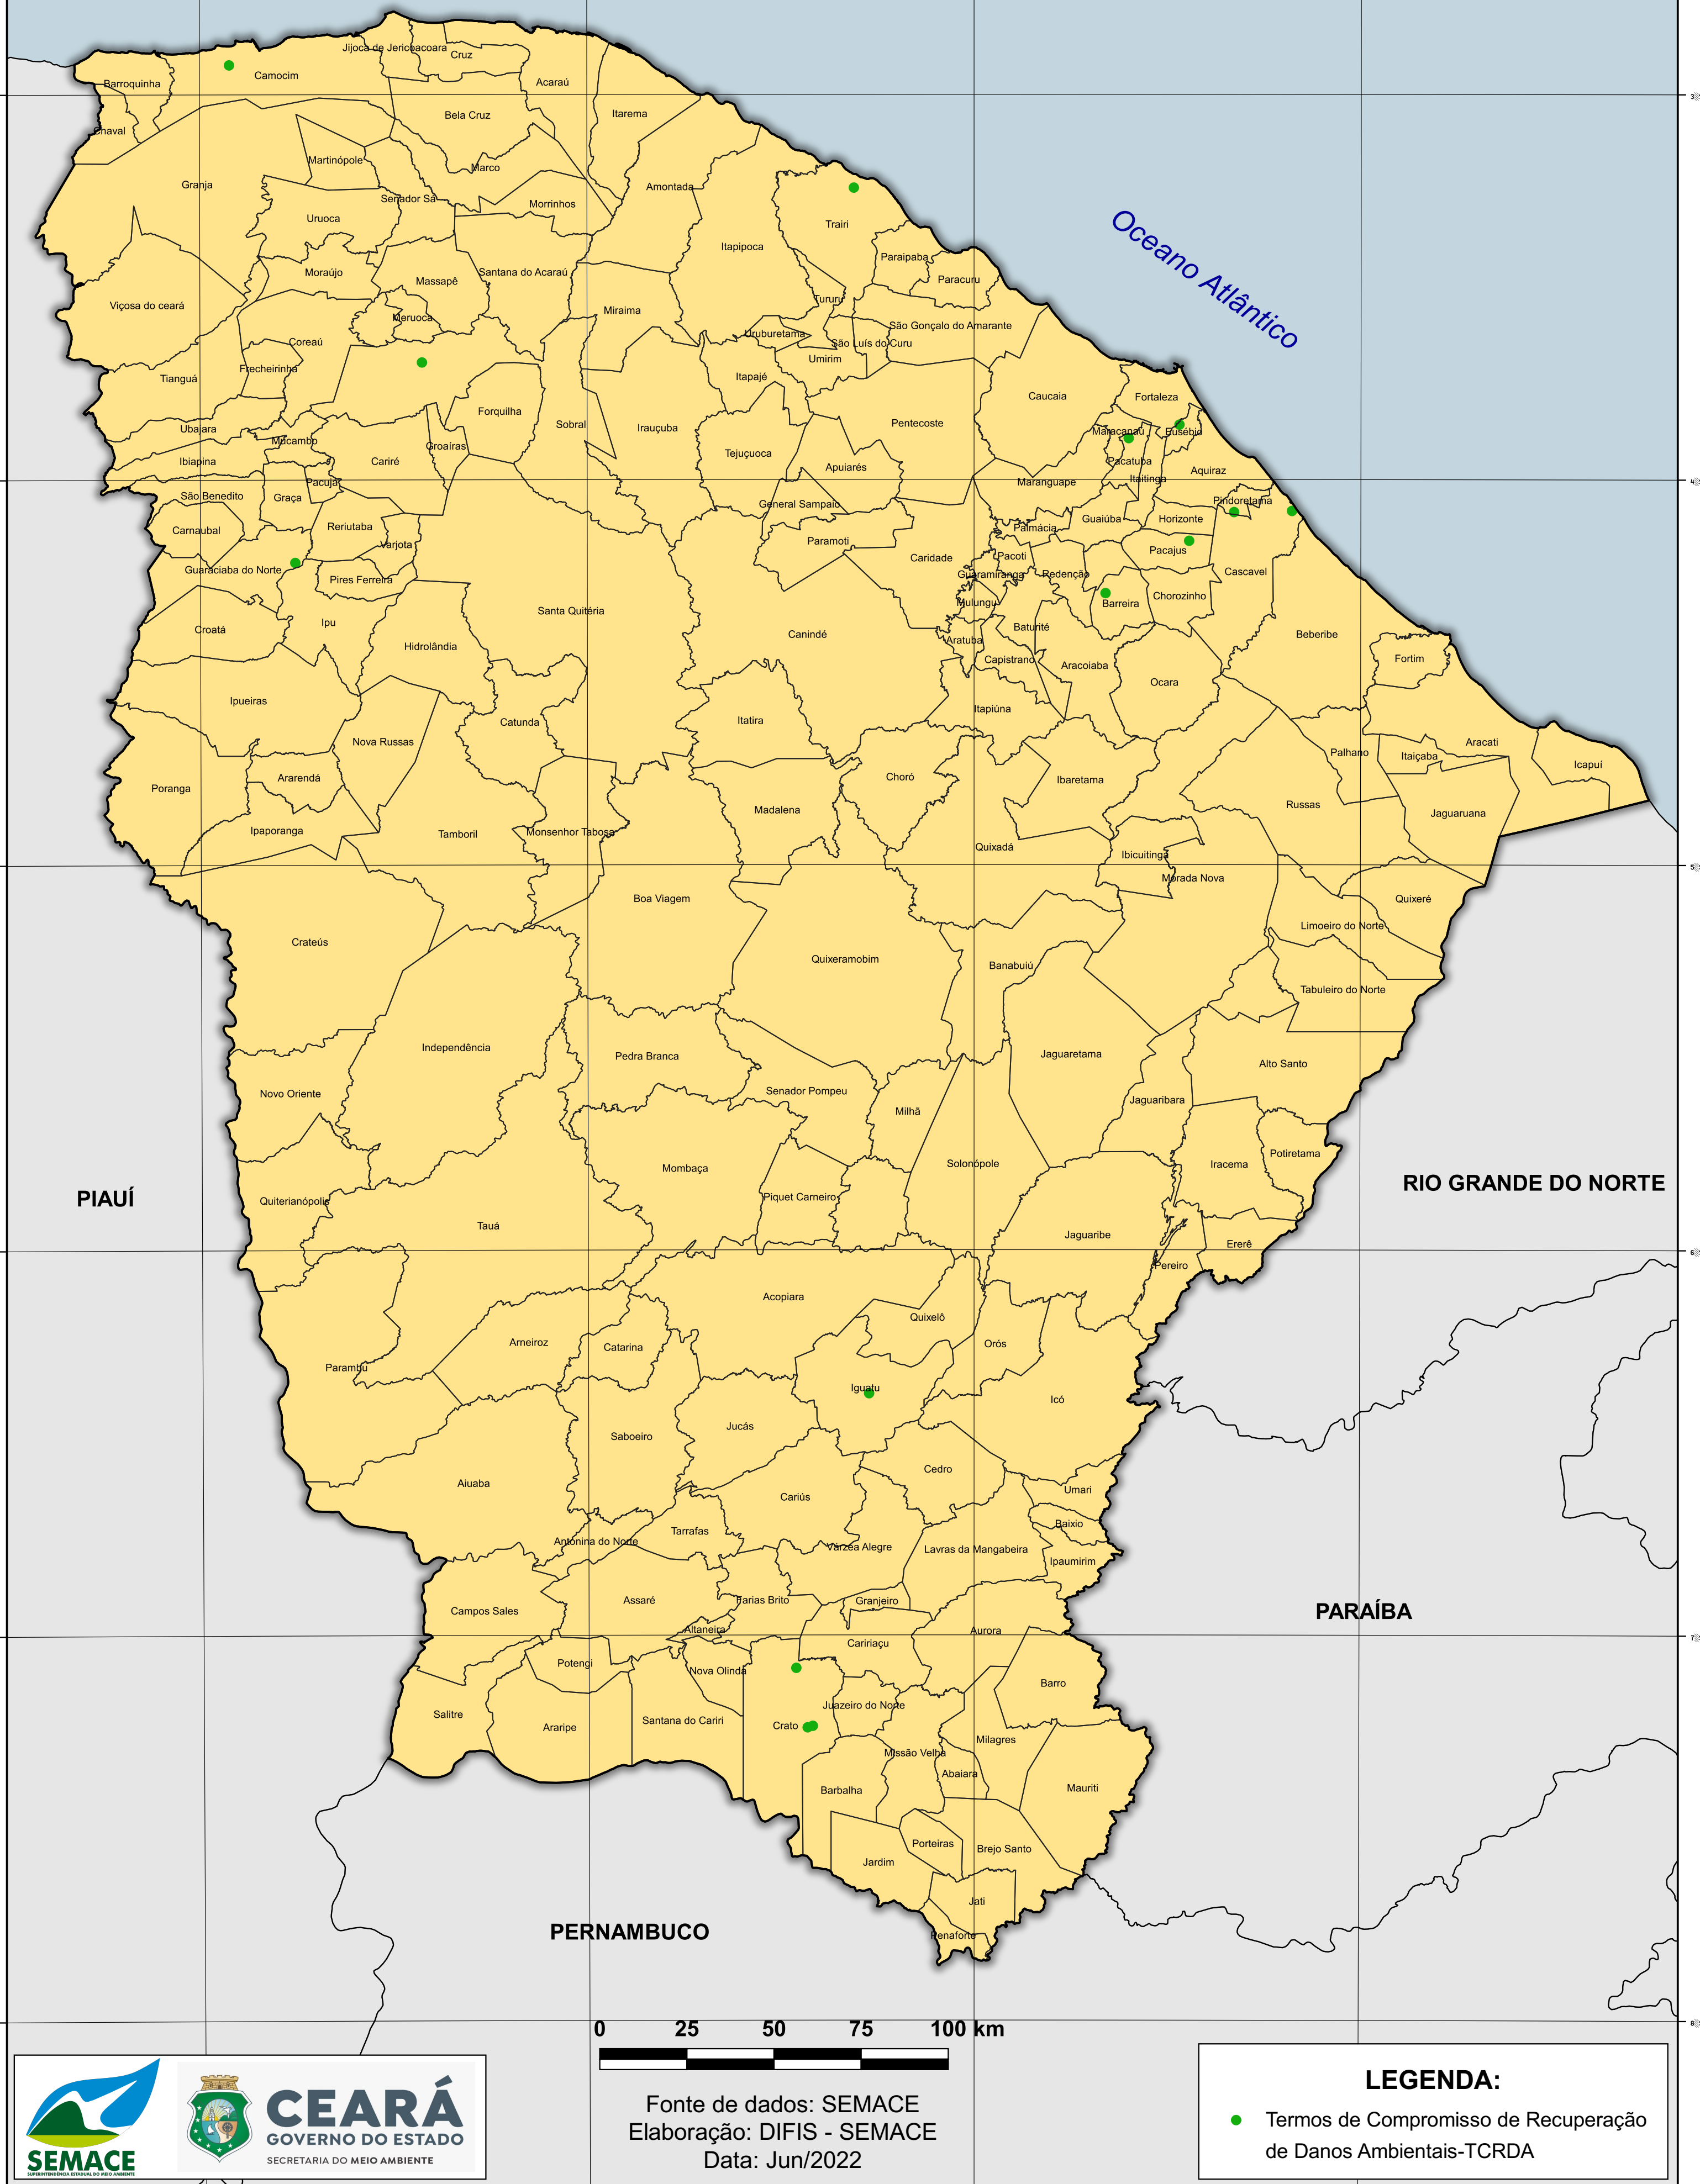 Jijoca de Jericoacoara
Cruz
Camocim
Acaraú
Barroquinha
Bela Cruz
Itarema
Chaval
Martinópole
Marco
Granja
Amontada
Senador Sá
Morrinhos
Uruoca
Trairi
Oceano Atlântico
Itapipoca
Paraipaba
Moraújo
Santana do Acaraú
Massapê
Paracuru
Tururu
Viçosa do ceará
Miraima
Meruoca
São Gonçalo do Amarante
Uruburetama
Coreaú
São Luís do Curu
Umirim
Frecheirinha
Tianguá
Itapajé
Caucaia
Fortaleza
Forquilha
Sobral
Pentecoste
Ubajara
Irauçuba
Maracanaú
Eusébio
Mucambo
Groaíras
Tejuçuoca
Ibiapina
Cariré
Pacatuba
Apuiarés
Aquiraz
Itaitinga
Pacujá
Maranguape
São Benedito
Graça
Pindoretama
General Sampaio
Guaiúba
Horizonte
Carnaubal
Reriutaba
Palmácia
Varjota
Paramoti
Pacajus
Caridade
Pacoti
Guaraciaba do Norte
Guaramiranga
Redenção
Cascavel
Pires Ferreira
Chorozinho
Mulungu
Barreira
Santa Quitéria
Ipu
Croatá
Canindé
Baturité
Beberibe
Aratuba
Hidrolândia
Capistrano
Fortim
Aracoiaba
Ocara
Ipueiras
Itapiúna
Catunda
Itatira
Nova Russas
Aracati
Palhano
Itaiçaba
Icapuí
Ararendá
Choró
Ibaretama
Poranga
Madalena
Russas
Jaguaruana
Ipaporanga
Tamboril
Monsenhor Tabosa
Quixadá
Ibicuitinga
Morada Nova
Boa Viagem
Quixeré
Limoeiro do Norte
Crateús
Quixeramobim
Banabuiú
Tabuleiro do Norte
Independência
Pedra Branca
Jaguaretama
Alto Santo
Novo Oriente
Senador Pompeu
Jaguaribara
Milhã
Potiretama
Mombaça
Solonópole
Iracema
RIO GRANDE DO NORTE
PIAUÍ
Quiterianópolis
Piquet Carneiro
Tauá
Jaguaribe
Ererê
Pereiro
Acopiara
Quixelô
Arneiroz
Catarina
Orós
Parambu
Iguatu
Icó
Jucás
Saboeiro
Cedro
Aiuaba
Umari
Cariús
Baixio
Tarrafas
Antonina do Norte
Várzea Alegre
Lavras da Mangabeira
Ipaumirim
Assaré
Farias Brito
Granjeiro
Campos Sales
PARAÍBA
Altaneira
Aurora
Caririaçu
Potengi
Nova Olinda
Barro
Juazeiro do Norte
Salitre
Santana do Cariri
Crato
Araripe
Milagres
Missão Velha
Abaiara
Barbalha
Mauriti
Porteiras
Brejo Santo
Jardim
Jati
PERNAMBUCO
Penaforte
0 25 50 75 100 km
SEMACE
SUPERINTENDÊNCIA ESTADUAL DO MEIO AMBIENTE
CEARÁ
GOVERNO DO ESTADO
SECRETARIA DO MEIO AMBIENTE
Fonte de dados: SEMACE
Elaboração: DIFIS - SEMACE
Data: Jun/2022
LEGENDA:
Termos de Compromisso de Recuperação
de Danos Ambientais-TCRDA